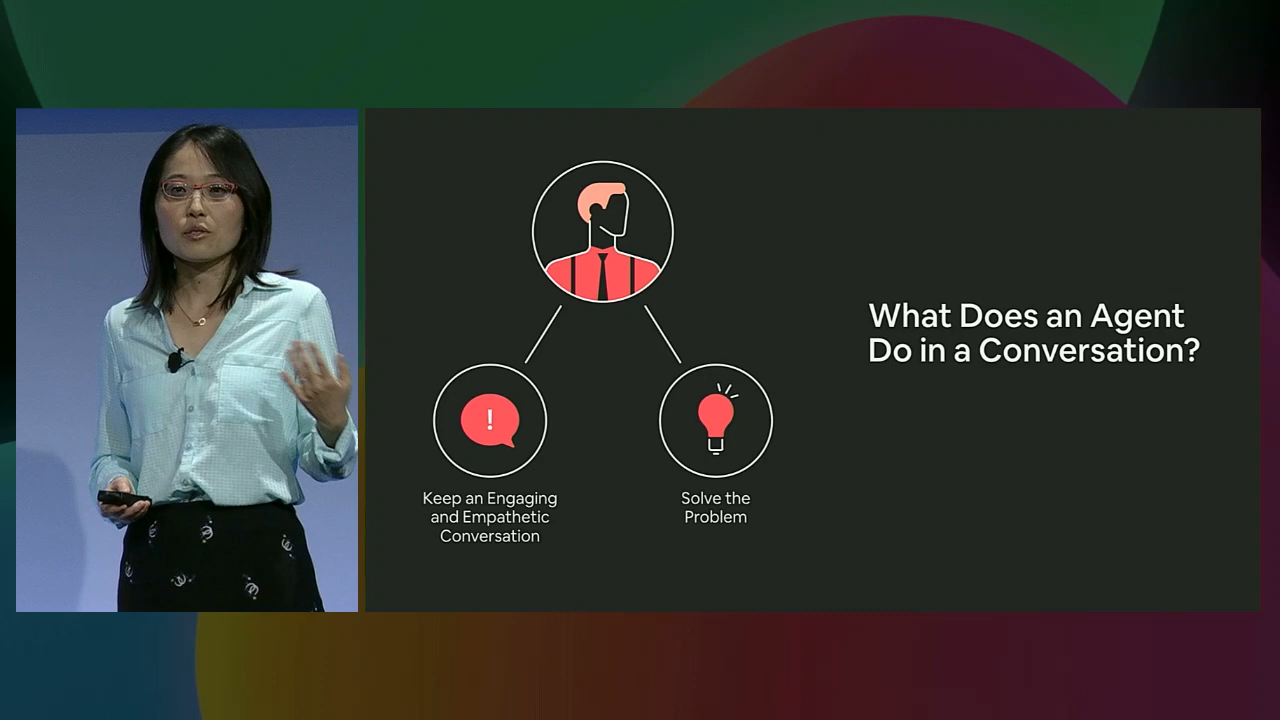 What Does an Agent
Do in a Conversation?
!
Keep an Engaging
and Empathetic
Conversation
Solve the
Problem